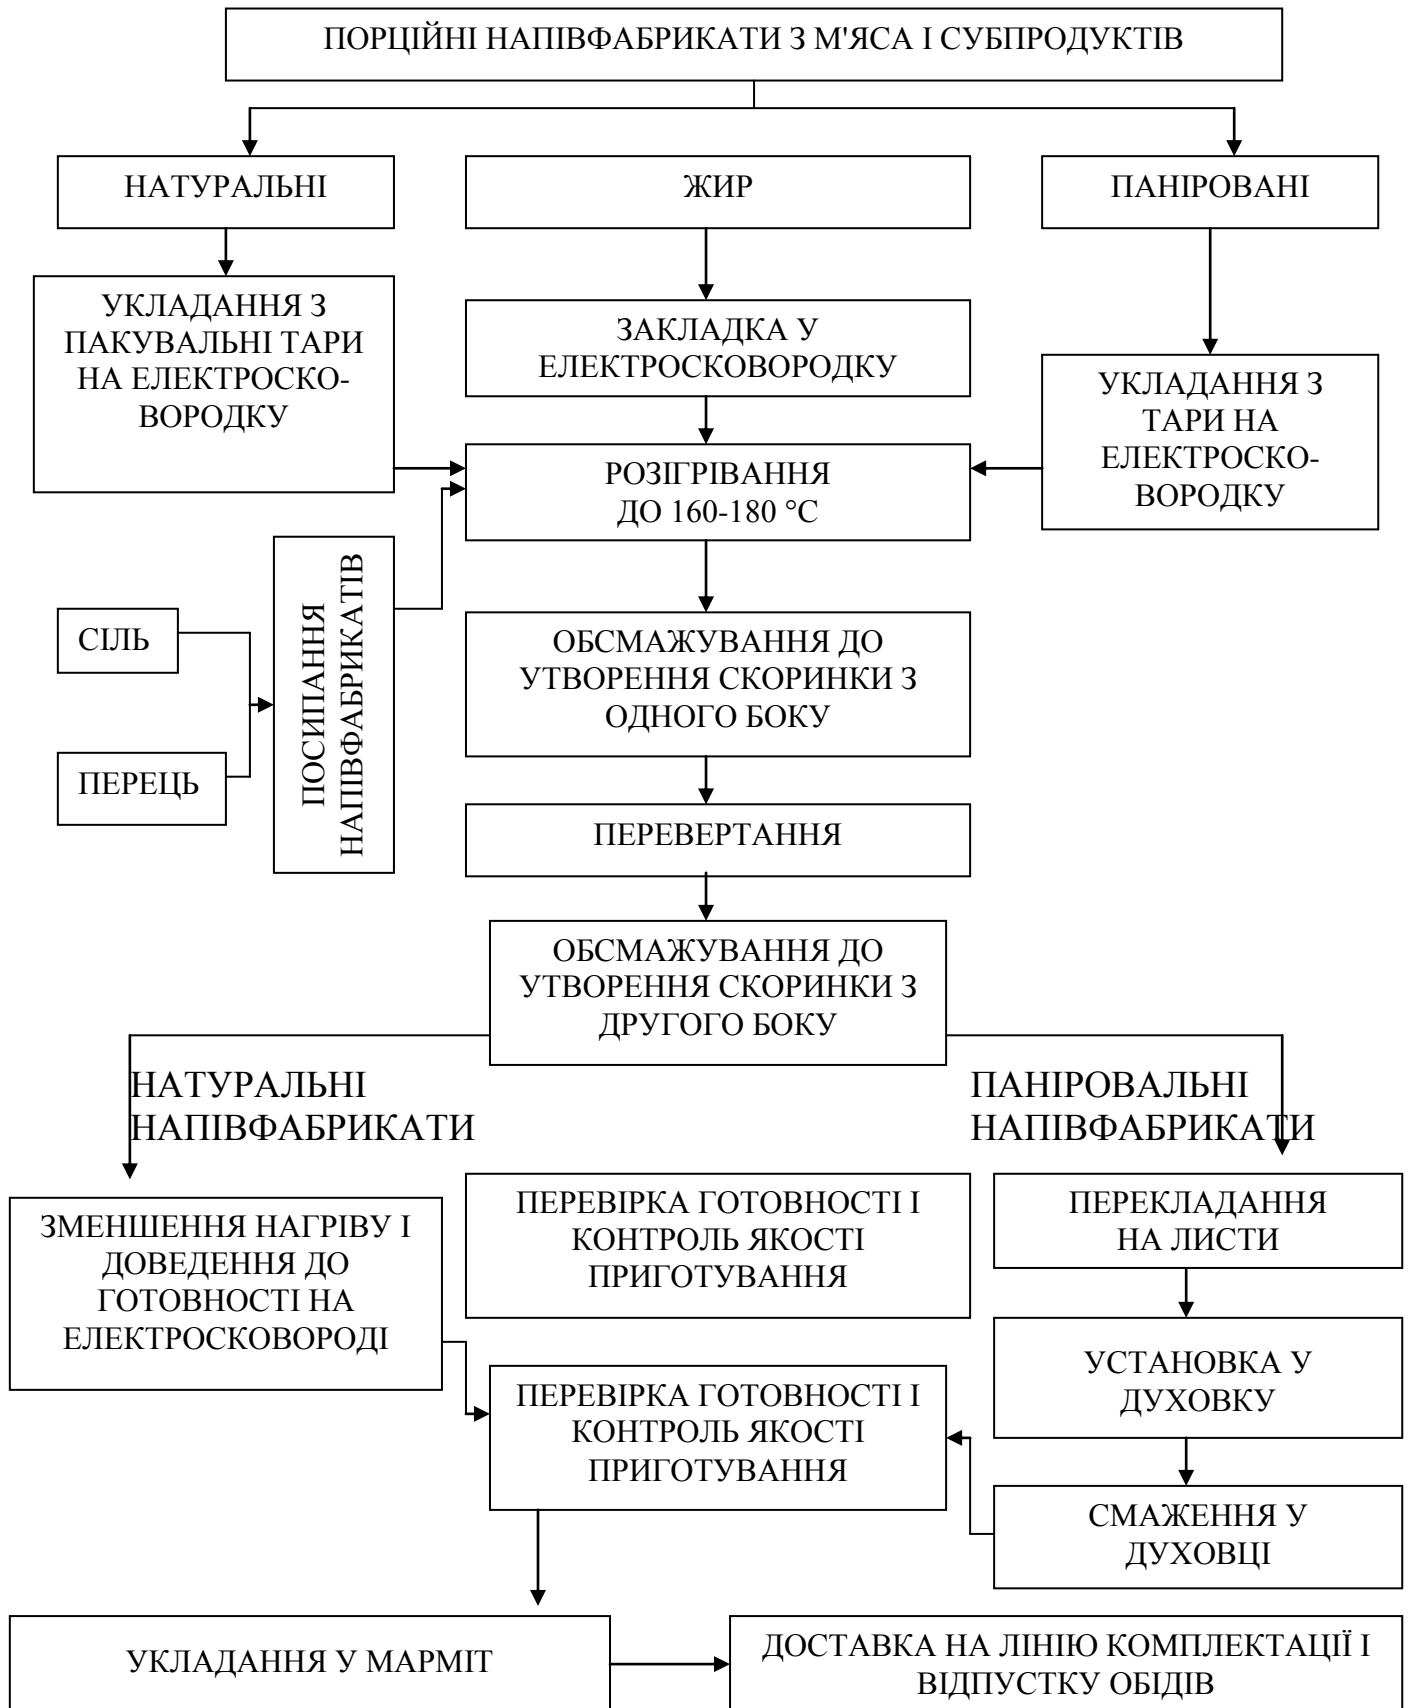 ПОРЦІЙНІ НАПІВФАБРИКАТИ З М'ЯСА І СУБПРОДУКТІВ
НАТУРАЛЬНІ
ЖИР
ПАНІРОВАНІ
УКЛАДАННЯ З
ПАКУВАЛЬНІ ТАРИ
НА ЕЛЕКТРОСКО-
ВОРОДКУ
ЗАКЛАДКА У
ЕЛЕКТРОСКОВОРОДКУ
УКЛАДАННЯ З
ТАРИ НА
ЕЛЕКТРОСКО-
ВОРОДКУ
РОЗІГРІВАННЯ
ДО 160-180 °С
СІЛЬ
ПЕРЕЦЬ
ПОСИПАННЯ
НАПІВФАБРИКАТІВ
ОБСМАЖУВАННЯ ДО
УТВОРЕННЯ СКОРИНКИ З
ОДНОГО БОКУ
ПЕРЕВЕРТАННЯ
ОБСМАЖУВАННЯ ДО
УТВОРЕННЯ СКОРИНКИ З
ДРУГОГО БОКУ
НАТУРАЛЬНІ
НАПІВФАБРИКАТИ
ПАНІРОВАЛЬНІ
НАПІВФАБРИКАТИ
ЗМЕНШЕННЯ НАГРІВУ І
ДОВЕДЕННЯ ДО
ГОТОВНОСТІ НА
ЕЛЕКТРОСКОВОРОДІ
ПЕРЕВІРКА ГОТОВНОСТІ І
КОНТРОЛЬ ЯКОСТІ
ПРИГОТУВАННЯ
ПЕРЕКЛАДАННЯ
НА ЛИСТИ
УСТАНОВКА У
ДУХОВКУ
ПЕРЕВІРКА ГОТОВНОСТІ І
КОНТРОЛЬ ЯКОСТІ
ПРИГОТУВАННЯ
СМАЖЕННЯ У
ДУХОВЦІ
УКЛАДАННЯ У МАРМІТ
ДОСТАВКА НА ЛІНІЮ КОМПЛЕКТАЦІЇ І
ВІДПУСТКУ ОБІДІВ